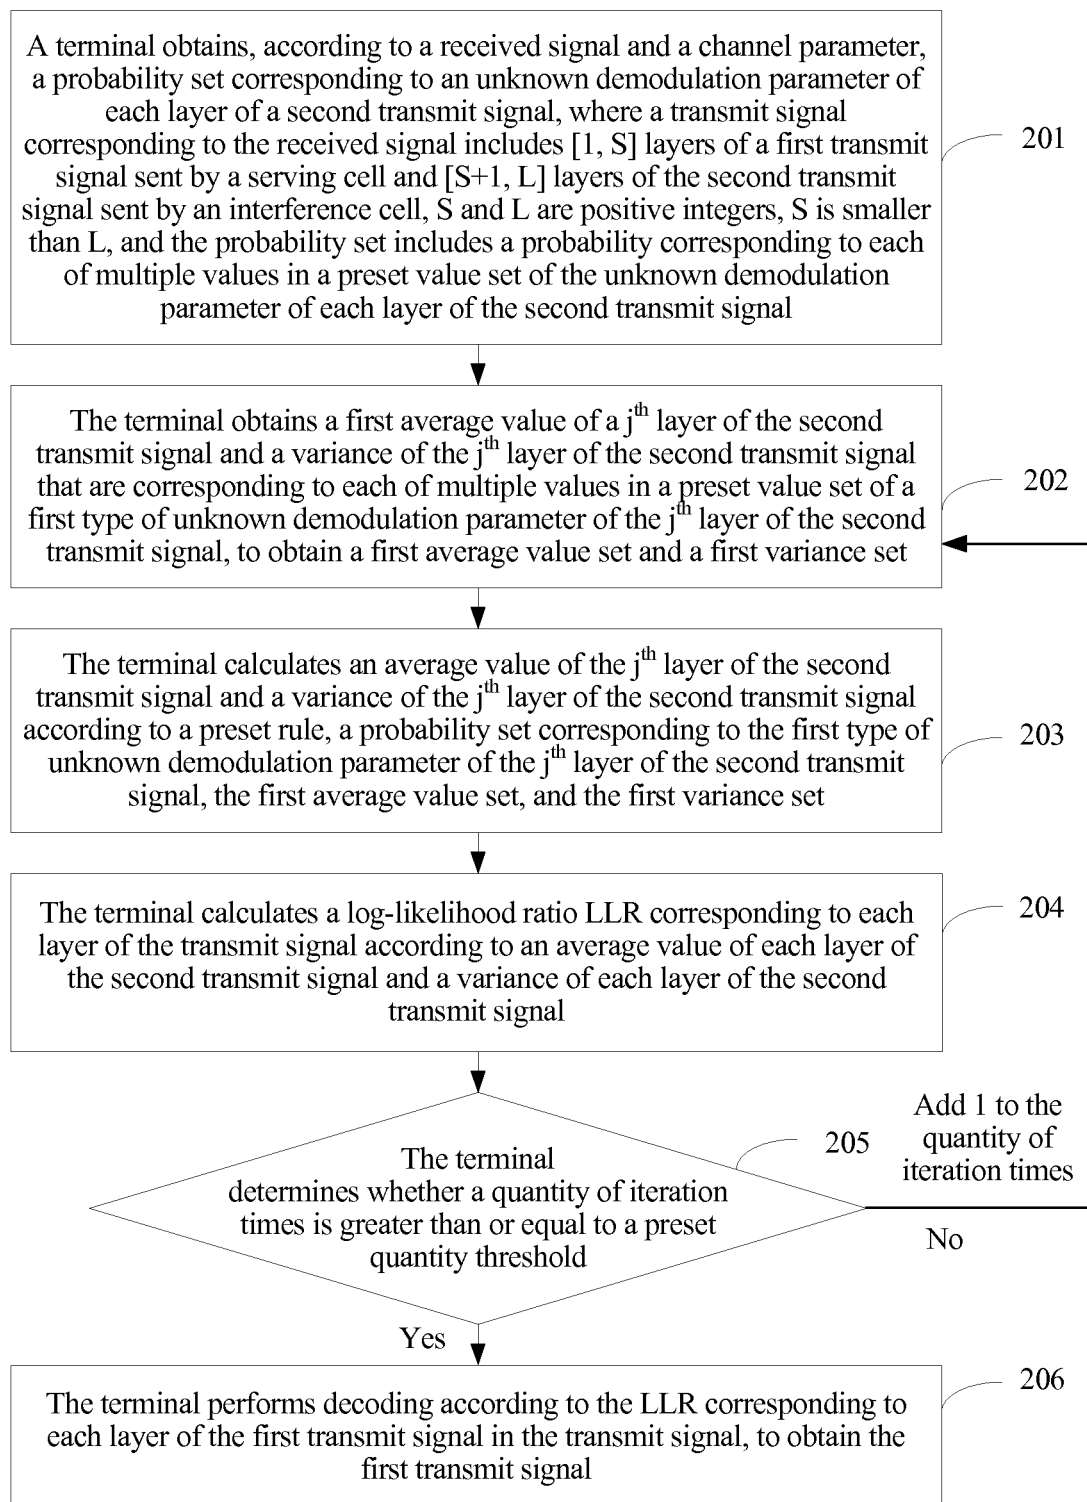 A terminal obtains, according to a received signal and a channel parameter,
a probability set corresponding to an unknown demodulation parameter of
each layer of a second transmit signal, where a transmit signal
corresponding to the received signal includes [1, S] layers of a first transmit
signal sent by a serving cell and [S+1, L] layers of the second transmit
signal sent by an interference cell, S and L are positive integers, S is smaller
than L, and the probability set includes a probability corresponding to each
of multiple values in a preset value set of the unknown demodulation
parameter of each layer of the second transmit signal
201
The terminal obtains a first average value of a jth layer of the second
transmit signal and a variance of the jth layer of the second transmit signal
that are corresponding to each of multiple values in a preset value set of a
first type of unknown demodulation parameter of the jth layer of the second
transmit signal, to obtain a first average value set and a first variance set
202
The terminal calculates an average value of the jth layer of the second
transmit signal and a variance of the jth layer of the second transmit signal
according to a preset rule, a probability set corresponding to the first type of
unknown demodulation parameter of the jth layer of the second transmit
signal, the first average value set, and the first variance set
203
The terminal calculates a log-likelihood ratio LLR corresponding to each
layer of the transmit signal according to an average value of each layer of
the second transmit signal and a variance of each layer of the second
transmit signal
204
The terminal
determines whether a quantity of iteration
times is greater than or equal to a preset
quantity threshold
205
Add 1 to the
quantity of
iteration times
No
Yes
The terminal performs decoding according to the LLR corresponding to
each layer of the first transmit signal in the transmit signal, to obtain the
first transmit signal
206